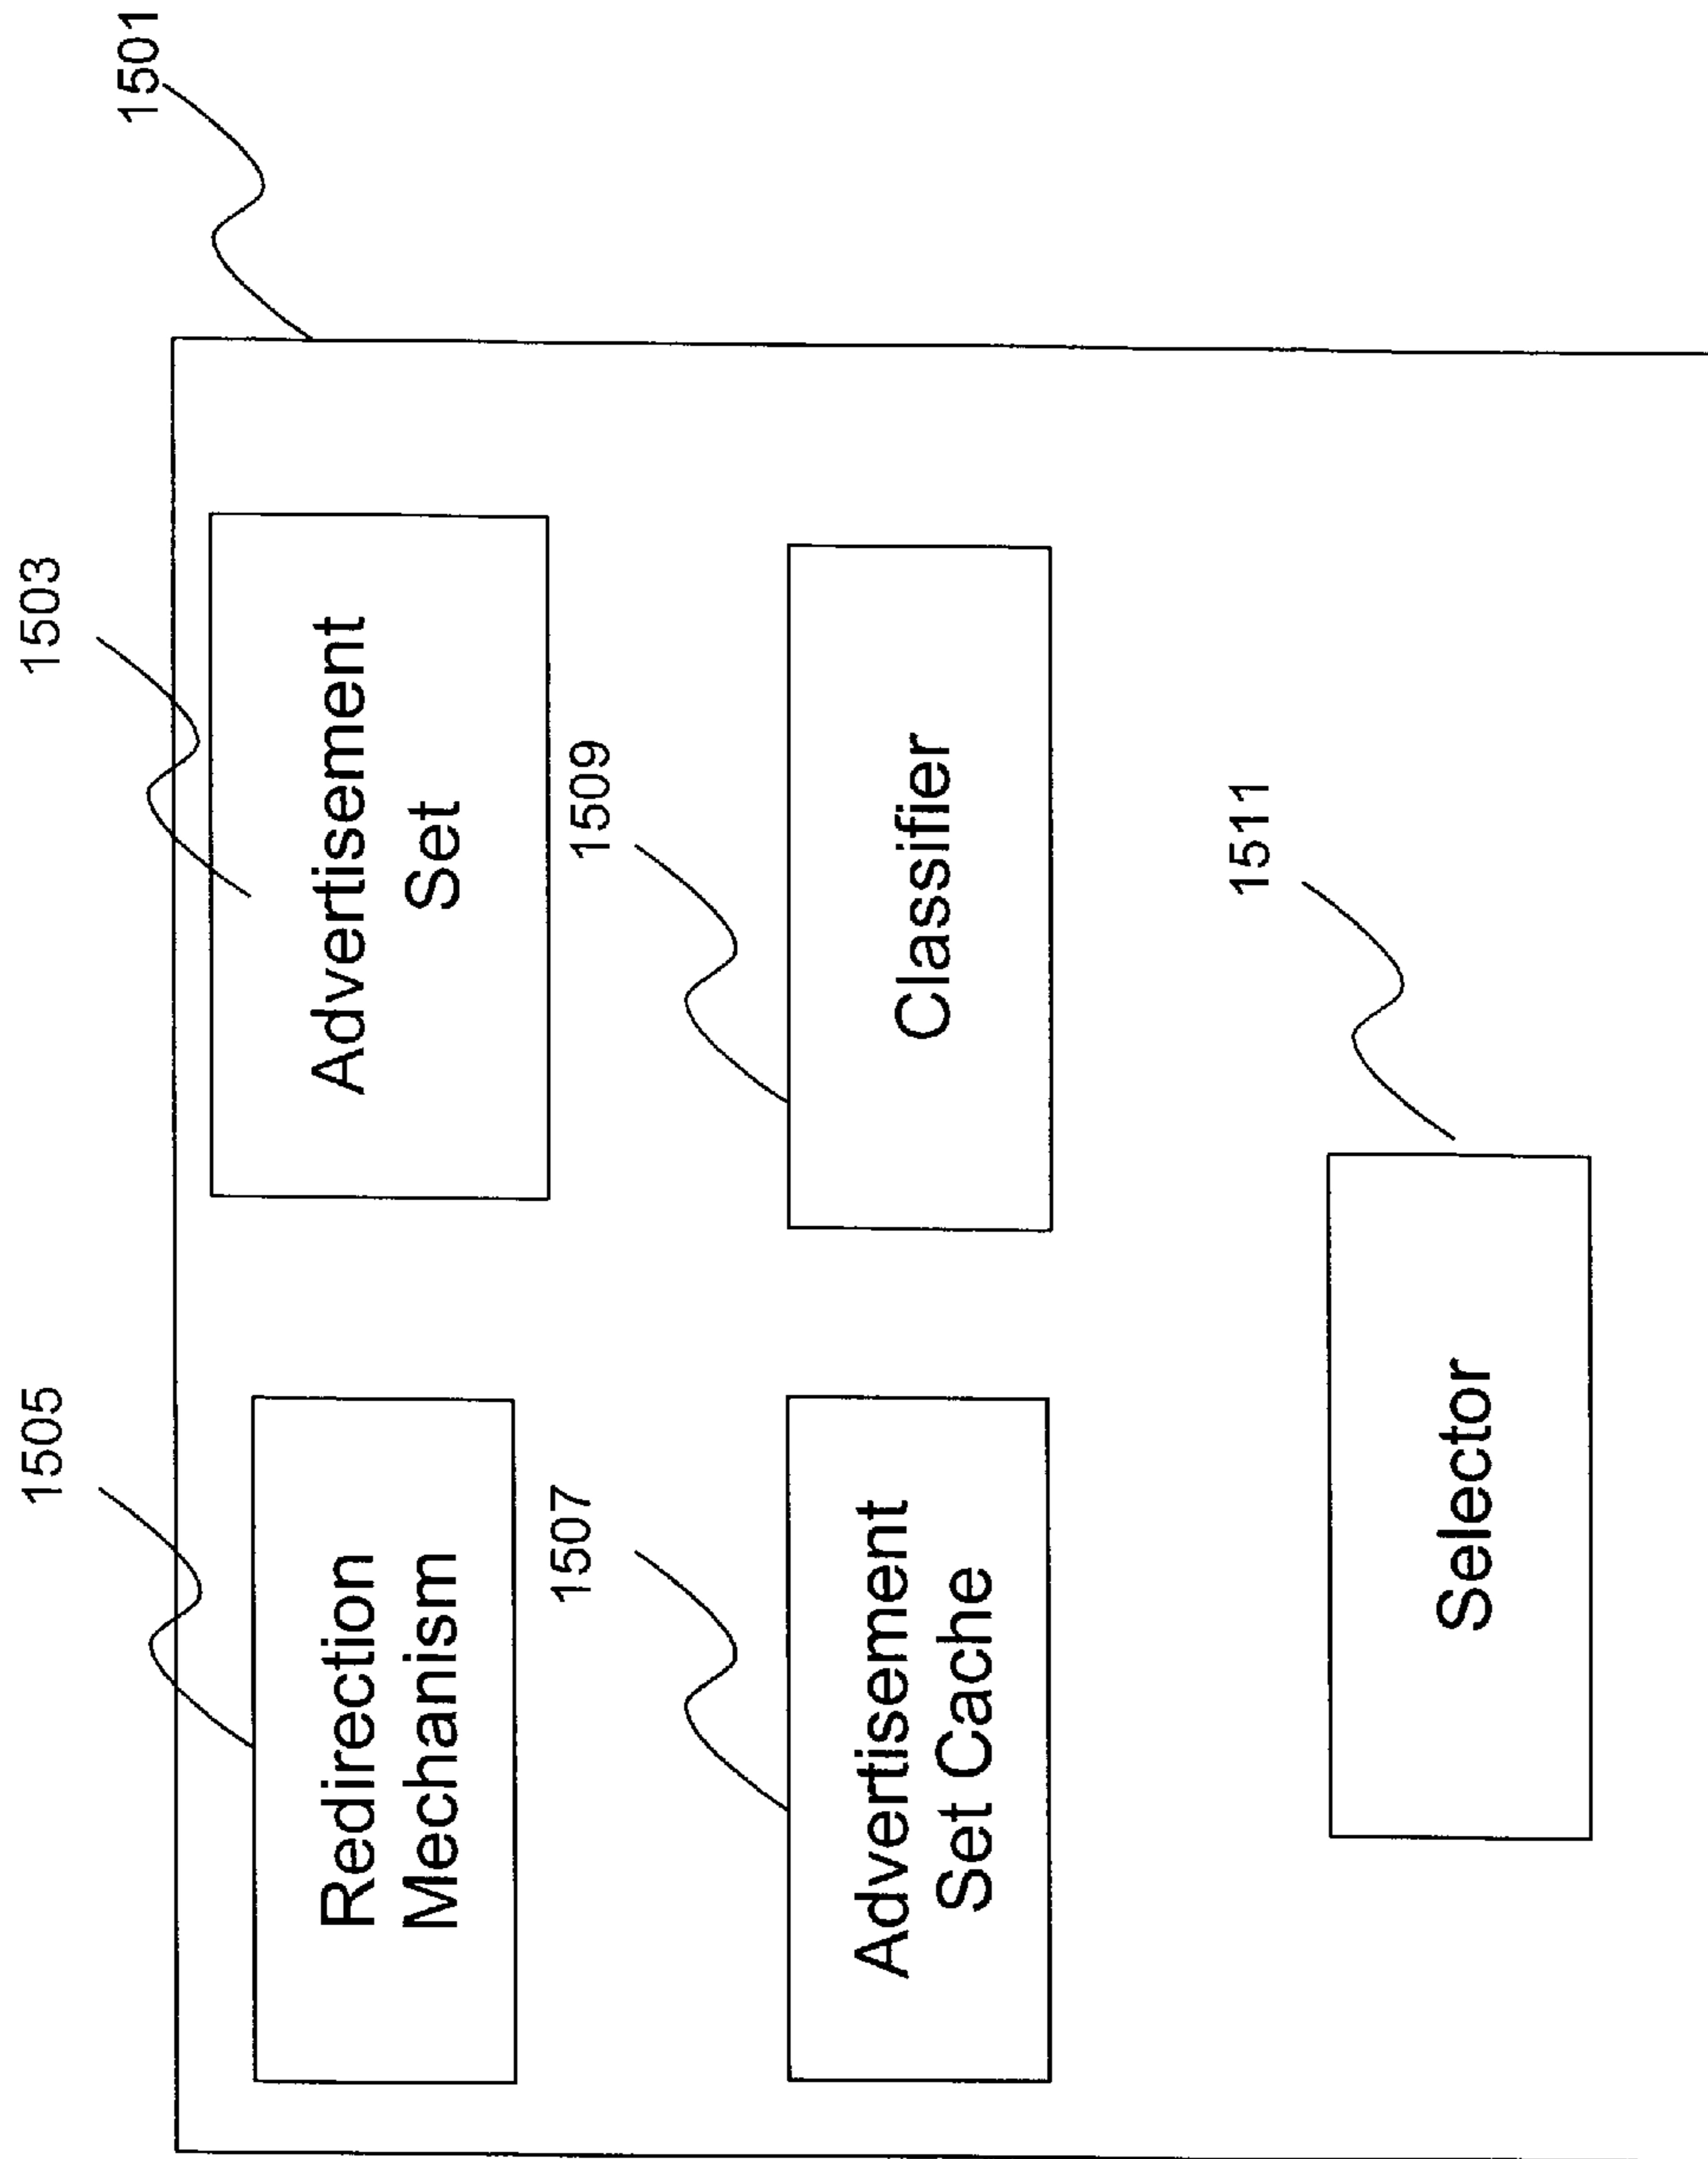 1501
1503
1505
Redirection
Mechanism
Advertisement
Set
1507
1509
Advertisement
Set Cache
Classifier
1511
Selector